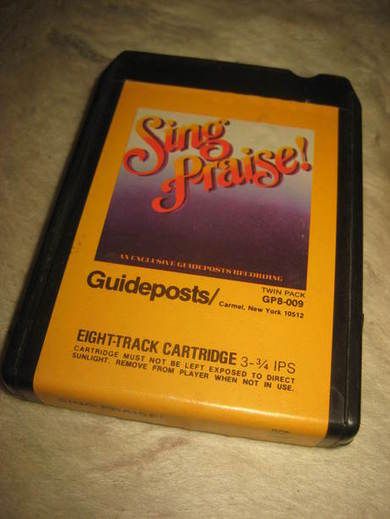 Sing
Praise!
AN EXCLUSIVE GUIDEPOSTS RECORDING
TWIN PACK
Guideposts/ GP8-009
Carmel, New York 10512
EIGHT-TRACK CARTRIDGE 3-¾ IPS
CARTRIDGE MUST NOT BE LEFT EXPOSED TO DIRECT
SUNLIGHT. REMOVE FROM PLAYER WHEN NOT IN USE.
SING PRAISE!